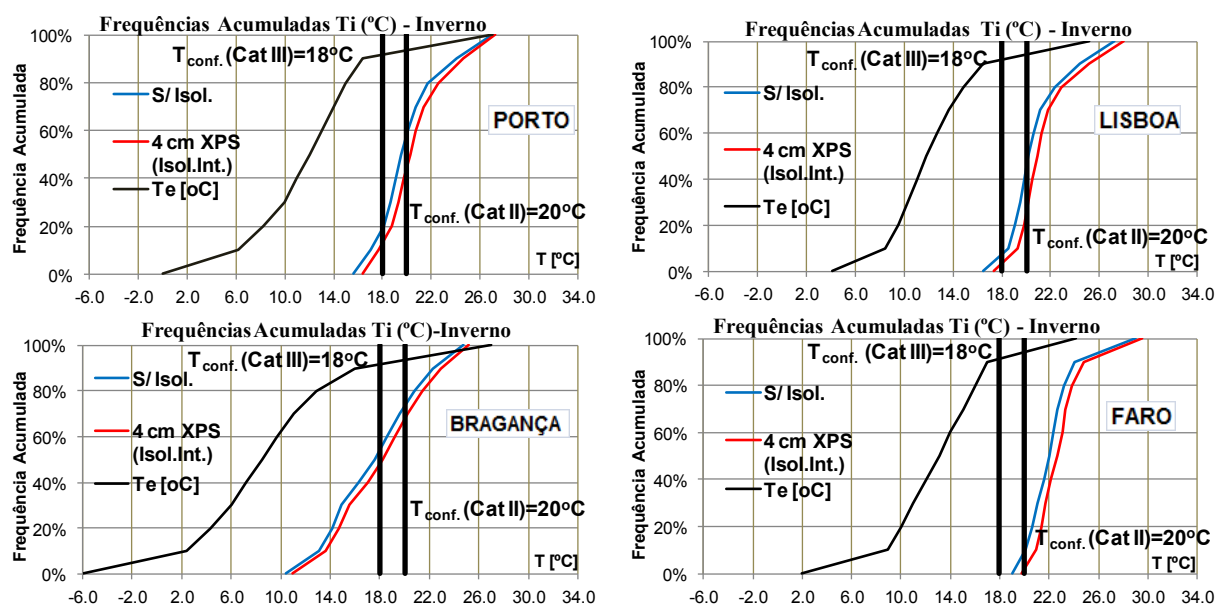 Frequências Acumuladas Ti (ºC) - Inverno
100%
80%
60%
40%
20%
0%
Frequência Acumulada
Tconf. (Cat III)=18ºC
S/ Isol.
4 cm XPS
(Isol.Int.)
Te [oC]
PORTO
Tconf. (Cat II)=20ºC
T [ºC]
-6.0 -2.0 2.0 6.0 10.0 14.0 18.0 22.0 26.0 30.0 34.0
Frequências Acumuladas Ti (ºC) - Inverno
100%
80%
60%
40%
20%
0%
Frequência Acumulada
Tconf. (Cat III)=18ºC
S/ Isol.
4 cm XPS
(Isol.Int.)
Te [oC]
LISBOA
Tconf. (Cat II)=20ºC
T [ºC]
-6.0 -2.0 2.0 6.0 10.0 14.0 18.0 22.0 26.0 30.0 34.0
Frequências Acumuladas Ti (ºC)-Inverno
100%
80%
60%
40%
20%
0%
Frequência Acumulada
Tconf. (Cat III)=18ºC
S/ Isol.
4 cm XPS
(Isol.Int.)
Te [oC]
BRAGANÇA
Tconf. (Cat II)=20ºC
T [ºC]
-6.0 -2.0 2.0 6.0 10.0 14.0 18.0 22.0 26.0 30.0 34.0
Frequências Acumuladas Ti (ºC) - Inverno
100%
80%
60%
40%
20%
0%
Frequência Acumulada
Tconf. (Cat III)=18ºC
S/ Isol.
4 cm XPS
(Isol.Int.)
Te [oC]
FARO
Tconf. (Cat II)=20ºC
T [ºC]
-6.0 -2.0 2.0 6.0 10.0 14.0 18.0 22.0 26.0 30.0 34.0